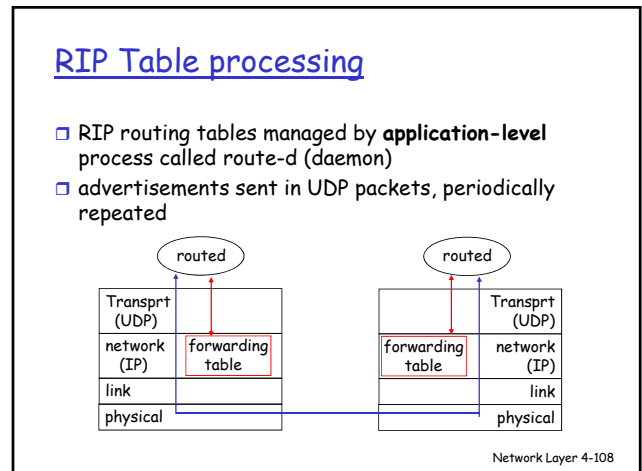 RIP Table processing
RIP routing tables managed by application-level
process called route-d (daemon)
advertisements sent in UDP packets, periodically
repeated
routed
routed
Transprt
(UDP)
network
(IP)
forwarding
table
link
physical
Transprt
(UDP)
forwarding
table
network
(IP)
link
physical
Network Layer 4-108